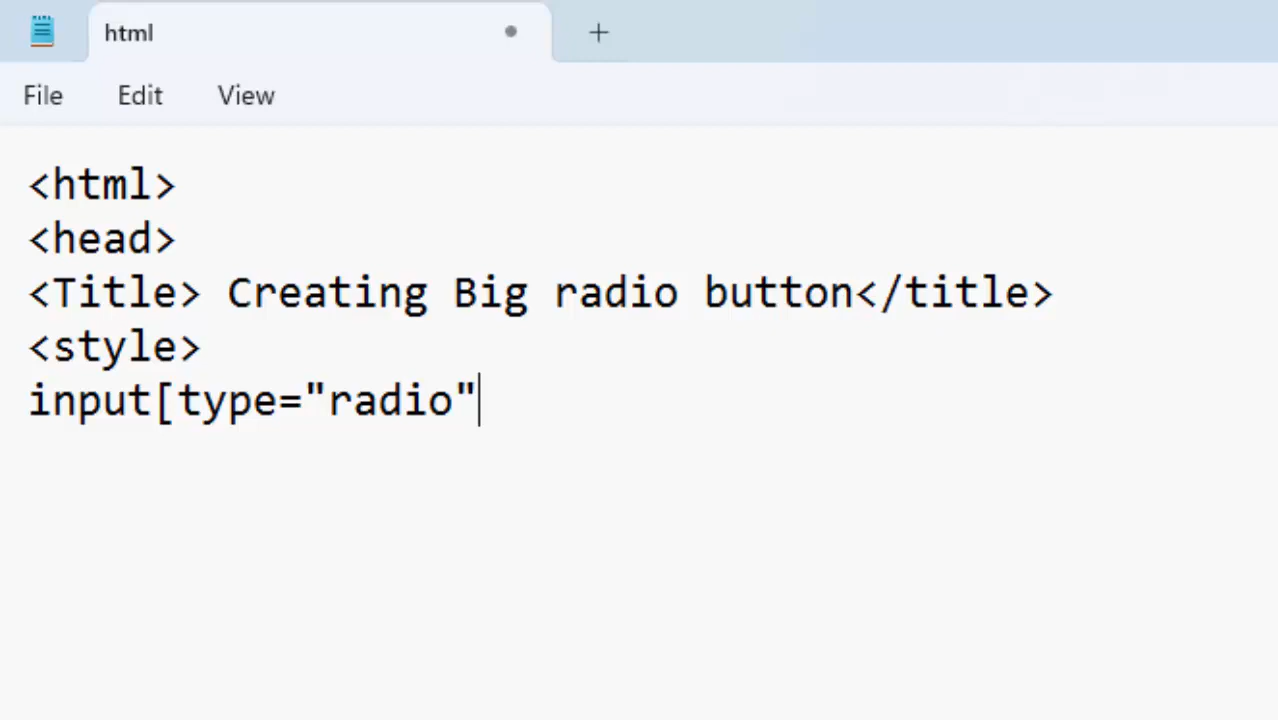 html
File Edit View
<html>
<head>
<Title> Creating Big radio button</title>
<style>
input[type="radio"